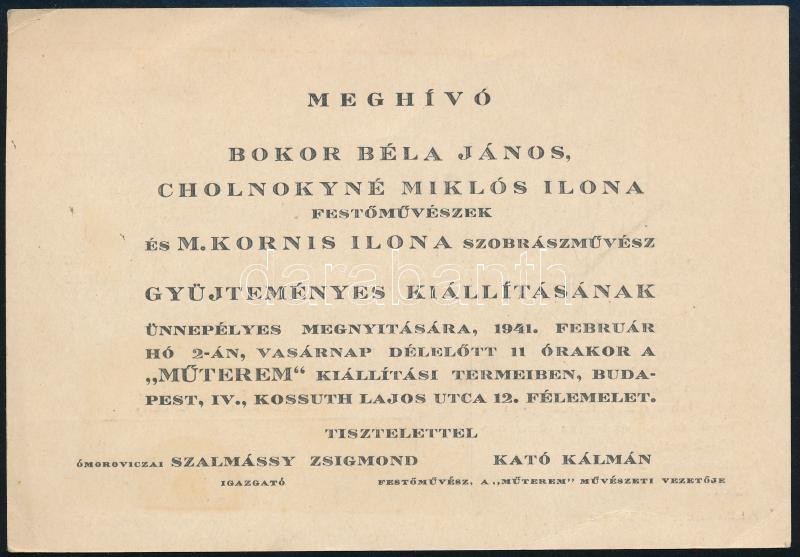 MEGHÍVÓ
BOKOR BÉLA JÁNOS,
CHOLNOKYNÉ MIKLÓS ILONA
FESTŐMŰVÉSZEK
ÉS M. KORNIS ILONA SZOBRÁSZMŰVÉSZ
darabanth
GYÜJTEMÉNYES KIÁLLÍTÁSÁNAK
ÜNNEPÉLYES MEGNYITÁSÁRA, 1941. FEBRUÁR
HÓ 2-ÁN, VASÁRNAP DÉLELŐTT 11 ÓRAKOR A
„MŰTEREM“ KIÁLLÍTÁSI TERMEIBEN, BUDA-
PEST, IV., KOSSUTH LAJOS UTCA 12. FÉLEMELET.
TISZTELETTEL
ÓMOROVICZAI SZALMÁSSY ZSIGMOND KATÓ KÁLMÁN
IGAZGATÓ FESTŐMŰVÉSZ, A „MŰTEREM“ MŰVÉSZETI VEZETŐJE